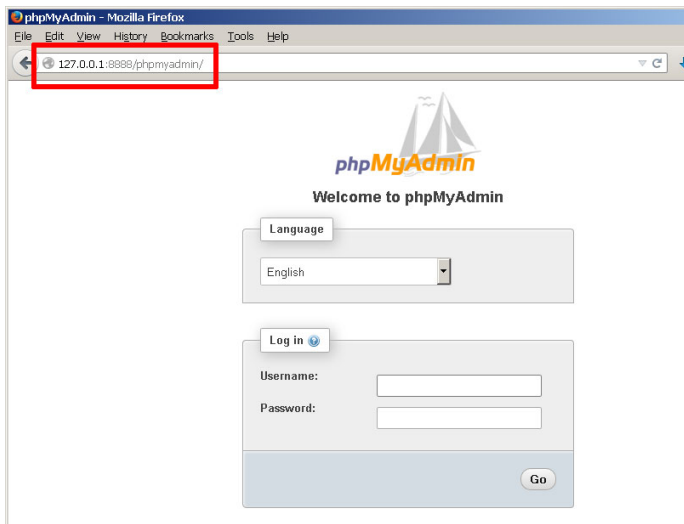 phpMyAdmin - Mozilla Firefox
File Edit View History Bookmarks Tools Help
127.0.0.1:8888/phpmyadmin/
phpMyAdmin
Welcome to phpMyAdmin
Language
English
Log in
Username:
Password:
Go